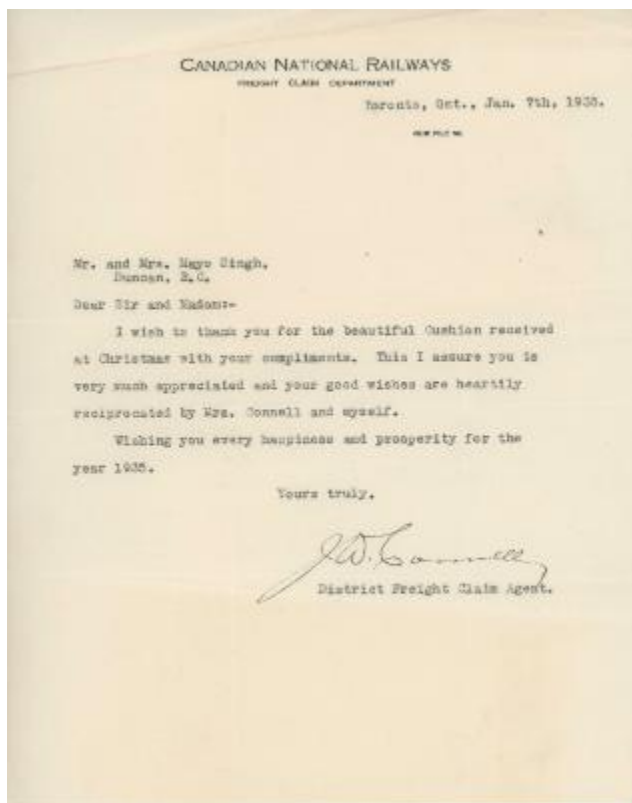 CANADIAN NATIONAL RAILWAYS
FREIGHT CLAIM DEPARTMENT
Toronto, Ont., Jan. 7th, 1935.
OUR FILE NO.
Mr. and Mrs. Mayo Singh,
Duncan, B.C.
Dear Sir and Madam:-
I wish to thank you for the beautiful Cushion received
at Christmas with your compliments. This I assure you is
very much appreciated and your good wishes are heartily
reciprocated by Mrs. Connell and myself.
Wishing you every happiness and prosperity for the
year 1935.
Yours truly,
J.W. Connell
District Freight Claim Agent.